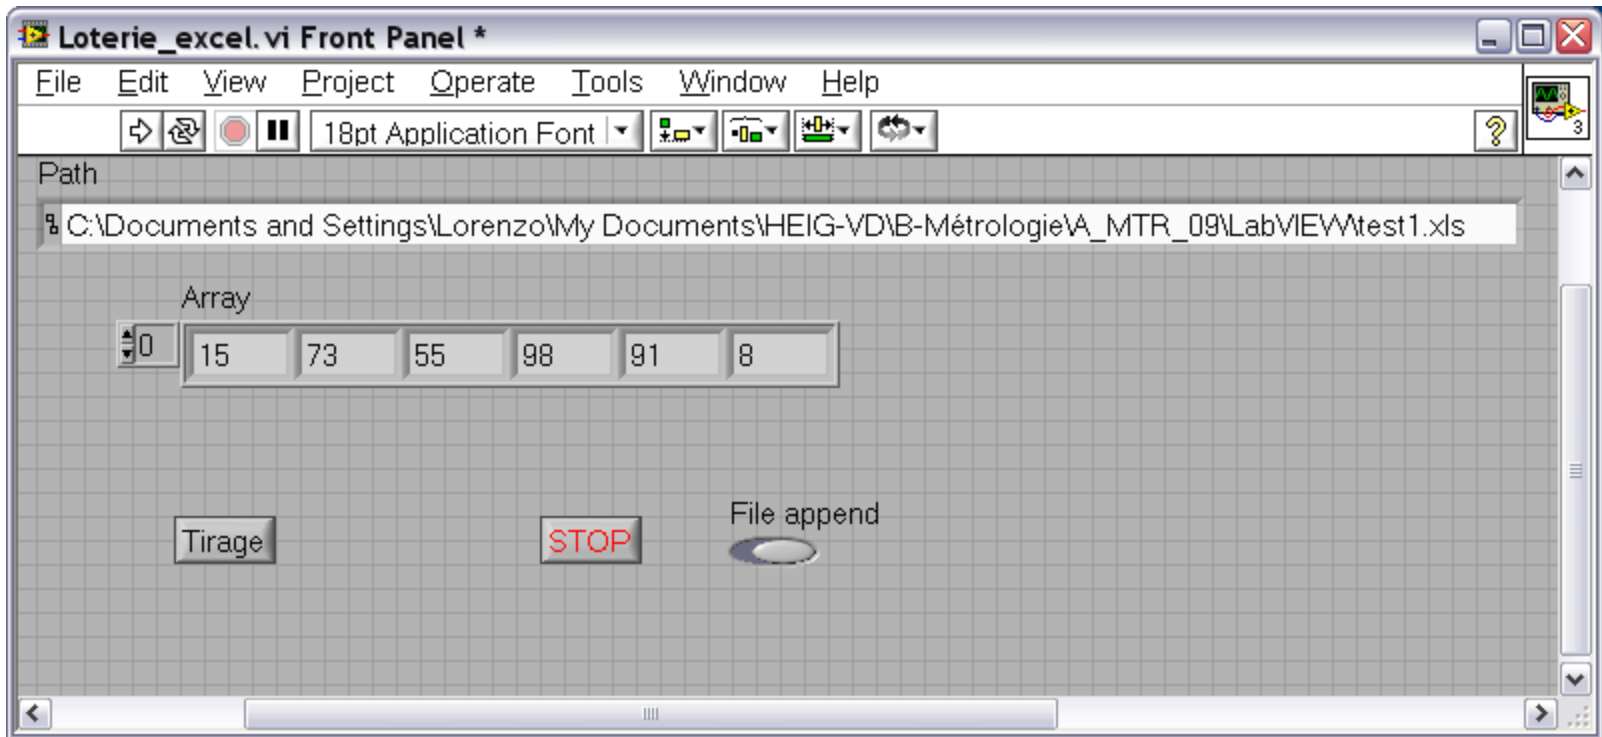 Loterie_excel.vi Front Panel *
File Edit View Project Operate Tools Window Help
18pt Application Font
?
3
Path
C:\Documents and Settings\Lorenzo\My Documents\HEIG-VD\B-Métrologie\A_MTR_09\LabVIEW\test1.xls
Array
0 15 73 55 98 91 8
File append
Tirage STOP